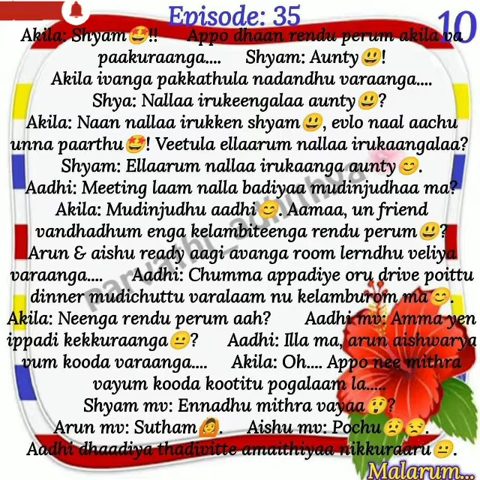 Episode: 35
10
Akila: Shyam🤩!! Appo dhaan rendu perum akila va
paakuraanga.... Shyam: Aunty😃!
Akila ivanga pakkathula nadandhu varaanga....
Shya: Nallaa irukeengalaa aunty😃?
Akila: Naan nallaa irukken shyam😃, evlo naal aachu
unna paarthu🤩! Veetula ellaarum nallaa irukaangalaa?
Shyam: Ellaarum nallaa irukaanga aunty😊.
Aadhi: Meeting laam nalla badiyaa mudinjudhaa ma?
Akila: Mudinjudhu aadhi😊. Aamaa, un friend
vandhadhum enga kelambiteenga rendu perum😃?
Arun & aishu ready aagi avanga room lerndhu veliya
varaanga.... Aadhi: Chumma appadiye oru drive poittu
dinner mudichuttu varalaam nu kelamburom ma😊.
Akila: Neenga rendu perum aah? Aadhi mv: Amma yen
ippadi kekkuraanga😐? Aadhi: Illa ma, arun aishwarya
vum kooda varaanga.... Akila: Oh.... Appo nee mithra
vayum kooda kootitu pogalaam la.....
Shyam mv: Ennadhu mithra vayaa😲?
Arun mv: Sutham🤦 Aishu mv: Pochu😟😟.
Aadhi dhaadiya thadivitte amaithiyaa nikkuraaru😐.
Malarum...
parvathi_adhithya